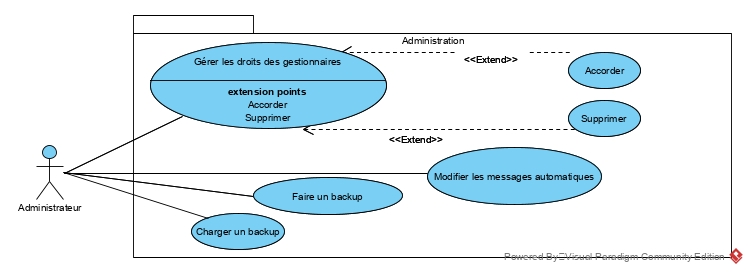 Administration
Gérer les droits des gestionnaires
<<Extend>>
Accorder
extension points
Accorder
Supprimer
Supprimer
<<Extend>>
Modifier les messages automatiques
Administrateur
Faire un backup
Charger un backup
Powered By Visual Paradigm Community Edition